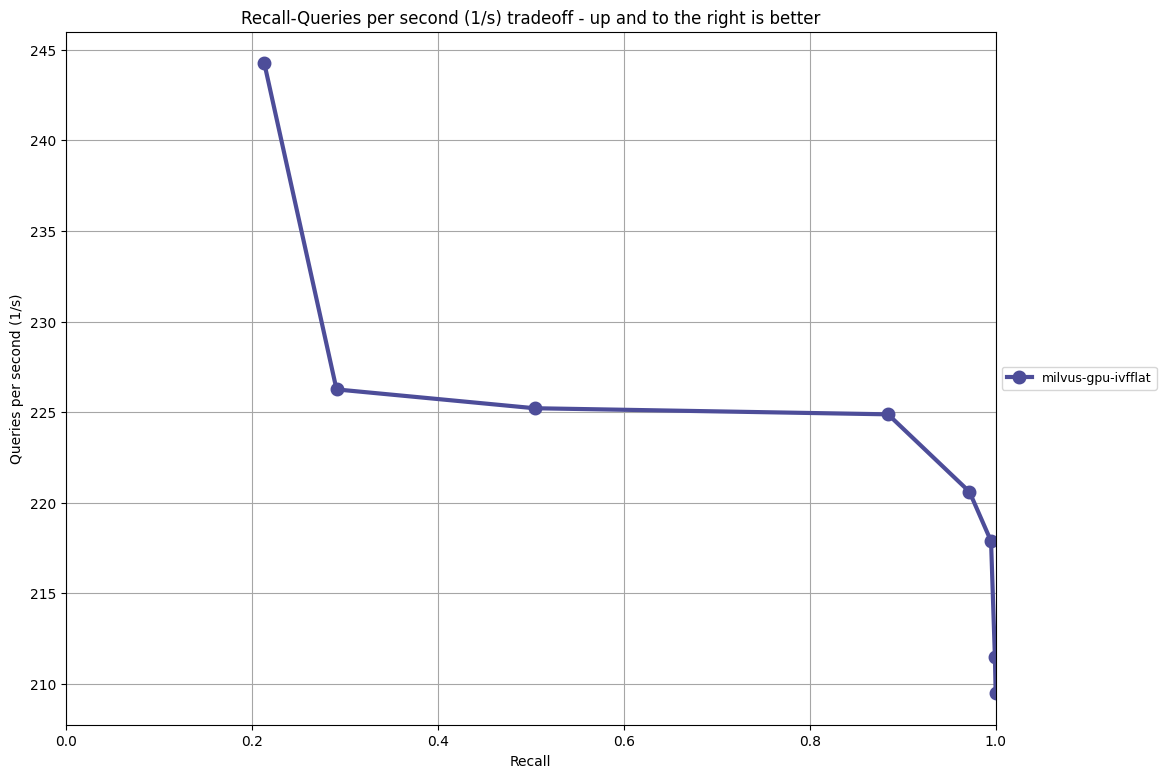 Recall-Queries per second (1/s) tradeoff - up and to the right is better
245
240
235
230
225
220
215
210
Queries per second (1/s)
0.0 0.2 0.4 0.6 0.8 1.0
Recall
milvus-gpu-ivfflat